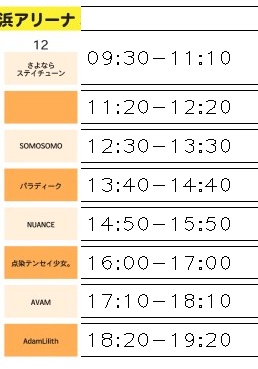 浜アリーナ
12
さよなら
ステイチューン
09:30-11:10
11:20-12:20
SOMOSOMO
12:30-13:30
パラディーク
13:40-14:40
NUANCE
14:50-15:50
点染テンセイ少女。
16:00-17:00
AVAM
17:10-18:10
AdamLilith
18:20-19:20